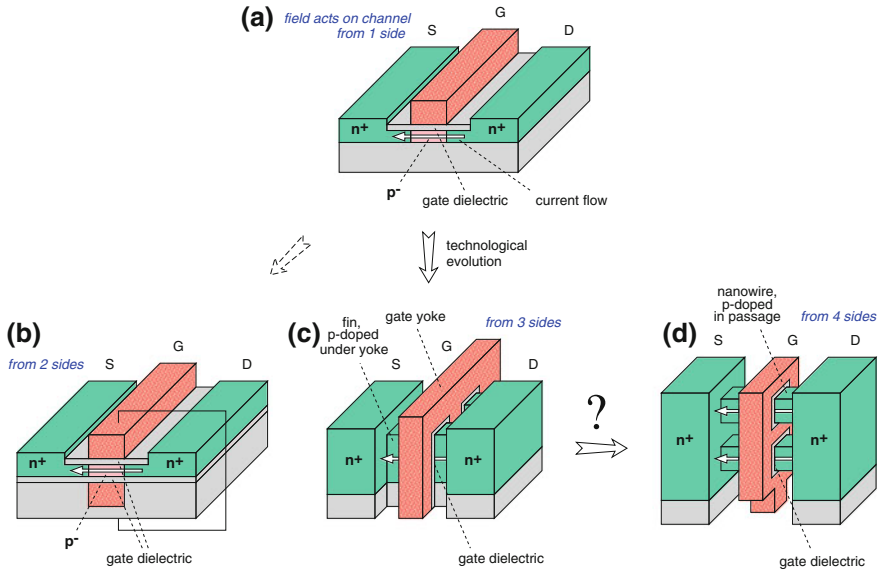 (a)
field acts on channel
from 1 side
S
G
D
n+
n+
p-
gate dielectric
current flow
technological
evolution
(b)
from 2 sides
S
G
D
n+
n+
p-
gate dielectric
(c)
fin,
p-doped
under yoke
gate yoke
from 3 sides
S
G
D
n+
n+
gate dielectric
?
(d)
nanowire,
p-doped
in passage
from 4 sides
S
G
D
n+
n+
gate dielectric